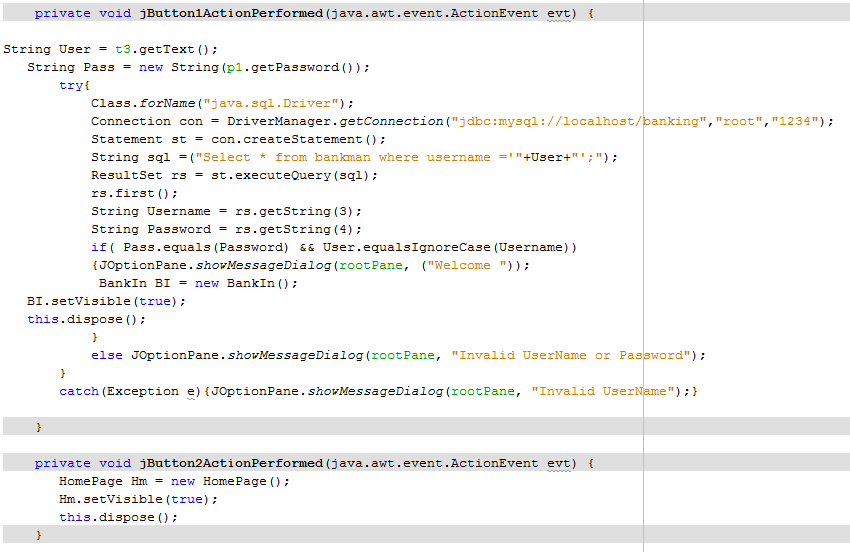 private void jButton1ActionPerformed(java.awt.event.ActionEvent evt) {
String User = t3.getText();
String Pass = new String(p1.getPassword());
try{
Class.forName("java.sql.Driver");
Connection con = DriverManager.getConnection("jdbc:mysql://localhost/banking","root","1234");
Statement st = con.createStatement();
String sql =("Select * from bankman where username ='"+User+"';");
ResultSet rs = st.executeQuery(sql);
rs.first();
String Username = rs.getString(3);
String Password = rs.getString(4);
if( Pass.equals(Password) && User.equalsIgnoreCase(Username))
{JOptionPane.showMessageDialog(rootPane, ("Welcome "));
BankIn BI = new BankIn();
BI.setVisible(true);
this.dispose();
}
else JOptionPane.showMessageDialog(rootPane, "Invalid UserName or Password");
}
catch(Exception e){JOptionPane.showMessageDialog(rootPane, "Invalid UserName");}
}
private void jButton2ActionPerformed(java.awt.event.ActionEvent evt) {
HomePage Hm = new HomePage();
Hm.setVisible(true);
this.dispose();
}